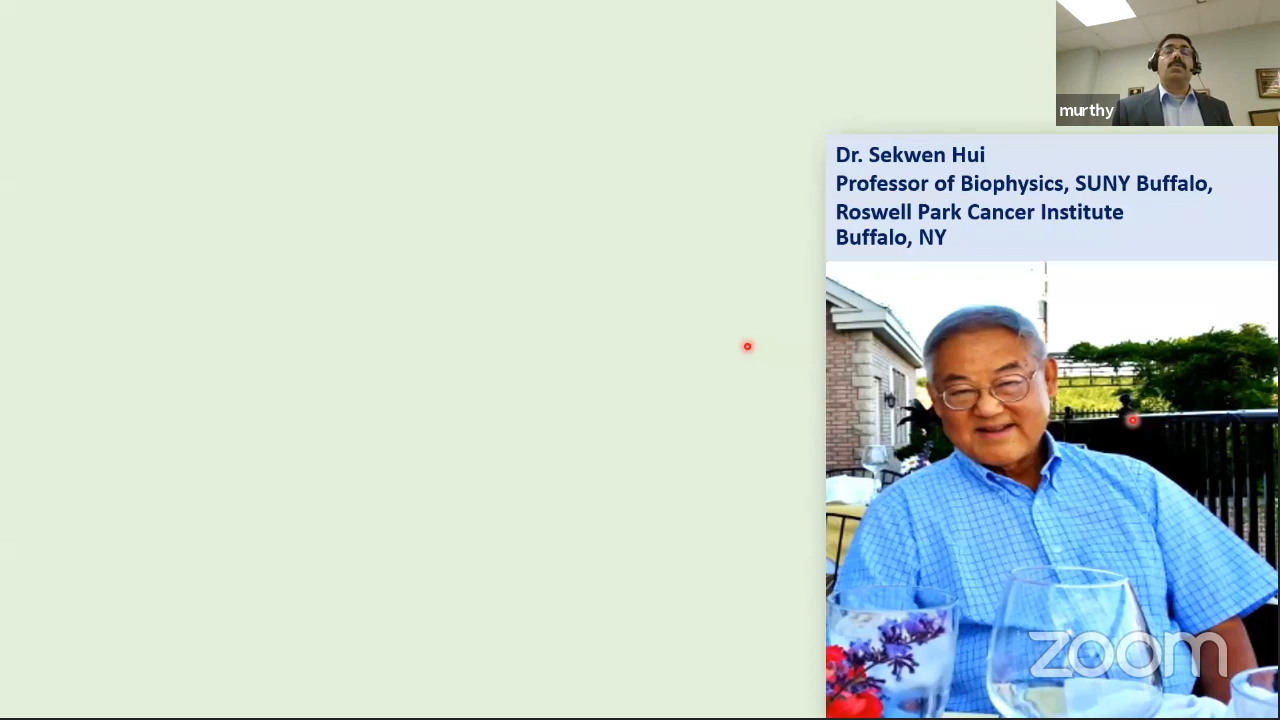 murthy
Dr. Sekwen Hui
Professor of Biophysics, SUNY Buffalo,
Roswell Park Cancer Institute
Buffalo, NY
zoom